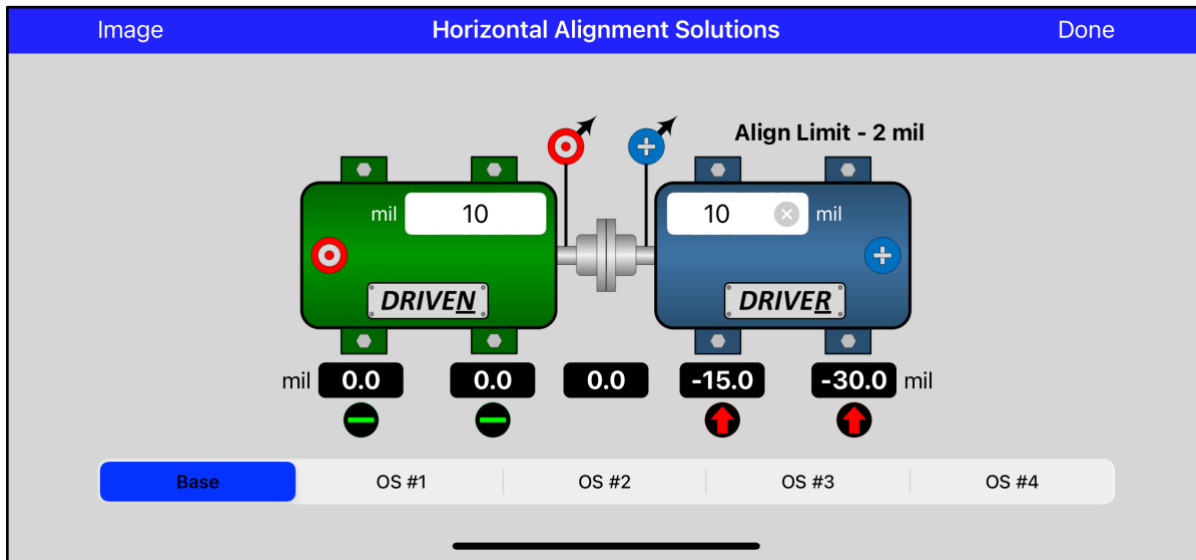 Image Horizontal Alignment Solutions Done
Align Limit - 2 mil
mil 10 10 mil
DRIVEN DRIVER
mil 0.0 0.0 0.0 -15.0 -30.0 mil
Base OS #1 OS #2 OS #3 OS #4